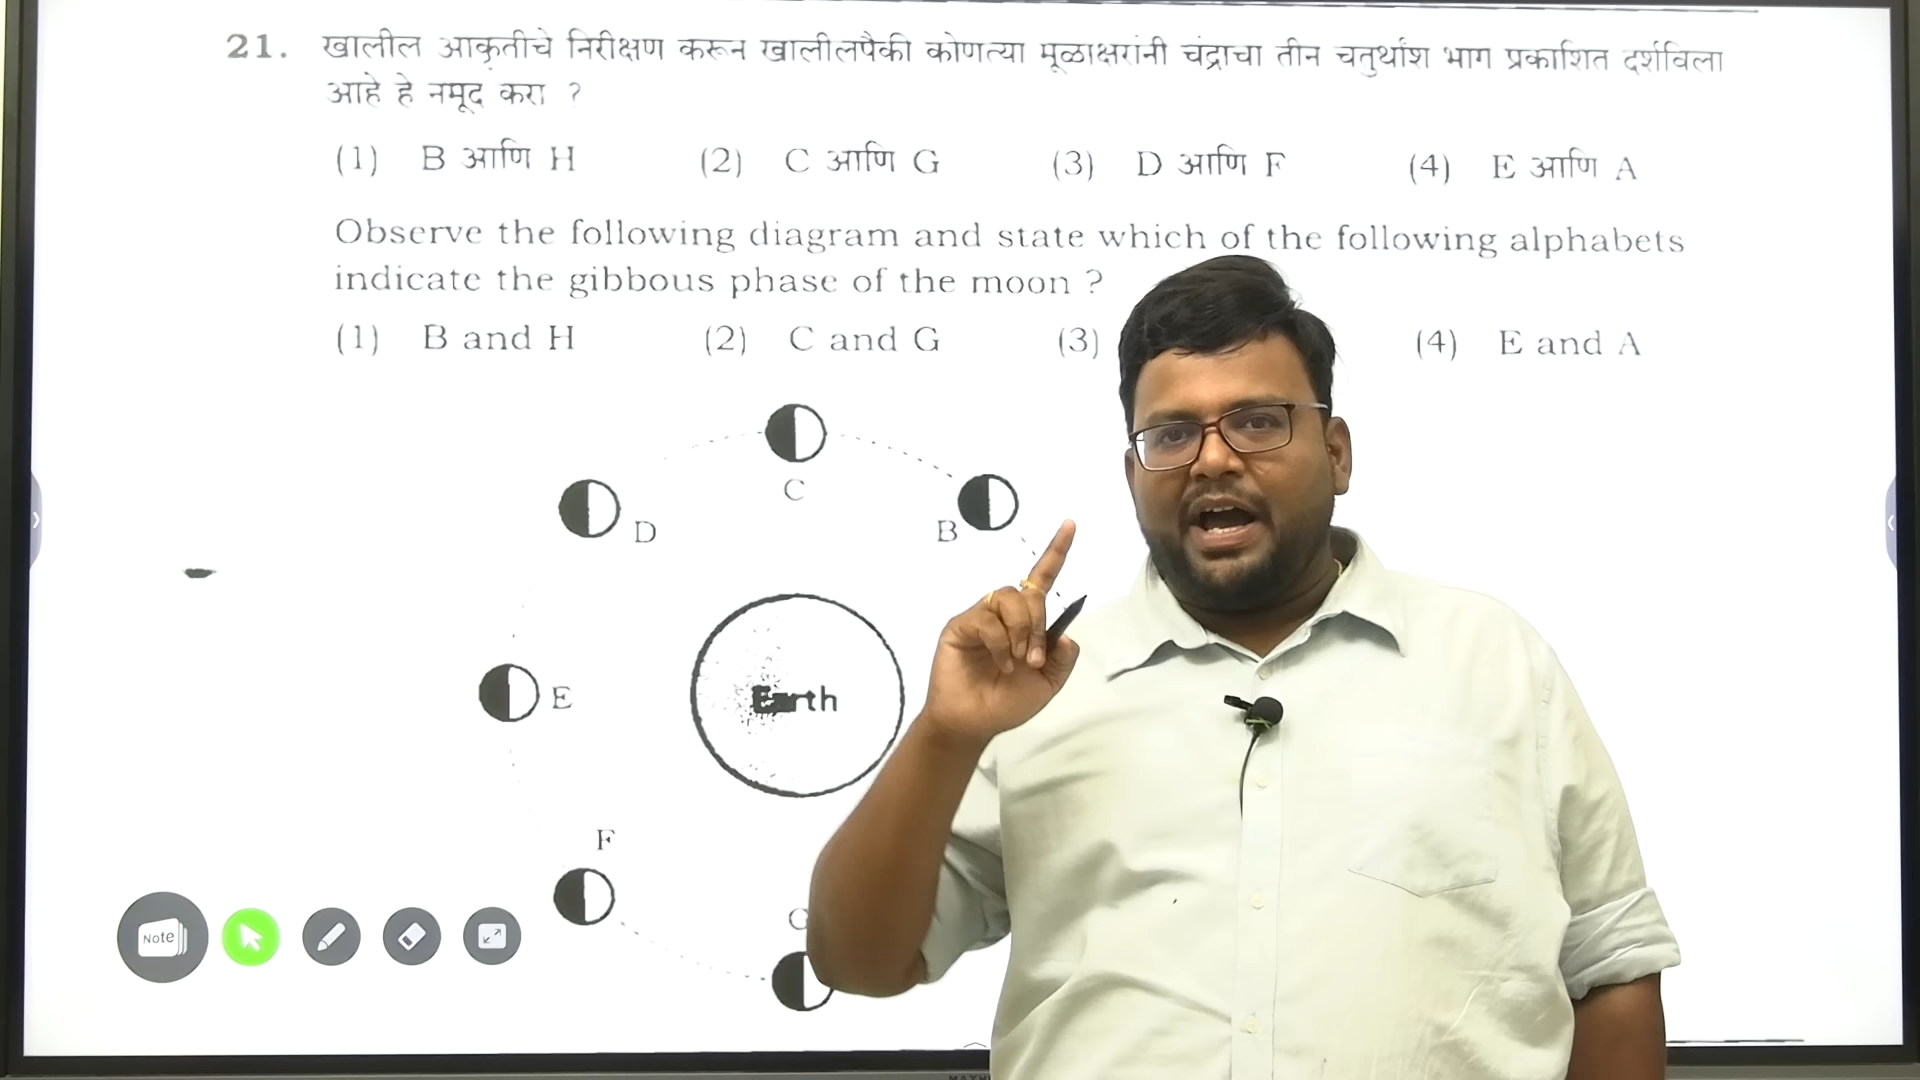 21. खालील आकृतीचे निरीक्षण करून खालीलपैकी कोणत्या मूळाक्षरांनी चंद्राचा तीन चतुर्थांश भाग प्रकाशित दर्शविला
आहे हे नमूद करा ?
(1) B आणि H (2) C आणि G (3) D आणि F (4) E आणि A
Observe the following diagram and state which of the following alphabets
indicate the gibbous phase of the moon ?
(1) B and H (2) C and G (3) (4) E and A
C
D
B
E
Earth
F
Note